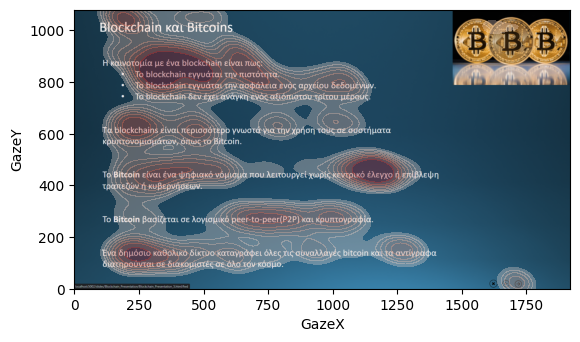 Blockchain και Bitcoins
Η καινοτομία με ένα blockchain είναι πως:
• Το blockchain εγγυάται την πιστότητα
• Το blockchain εγγυάται την ασφάλεια ενός αρχείου δεδομένων.
• Το blockchain δεν έχει ανάγκη ενός αξιόπιστου τρίτου μέρους.
Τα blockchains είναι περισσότερο γνωστά για την χρήση τους σε συστήματα
κρυπτονομισμάτων, όπως το Bitcoin.
Το Bitcoin είναι ένα ψηφιακό νόμισμα που λειτουργεί χωρίς κεντρικό έλεγχο ή επίβλεψη
τραπεζών ή κυβερνήσεων.
Το Bitcoin βασίζεται σε λογισμικό peer-to-peer(P2P) και κρυπτογραφία.
Ένα δημόσιο καθολικό δίκτυο καταγράφει όλες τις συναλλαγές bitcoin και τα αντίγραφα
διατηρούνται σε διακομιστές σε όλο τον κόσμο.
GazeY
1000
800
600
400
200
0
0 250 500 750 1000 1250 1500 1750
GazeX